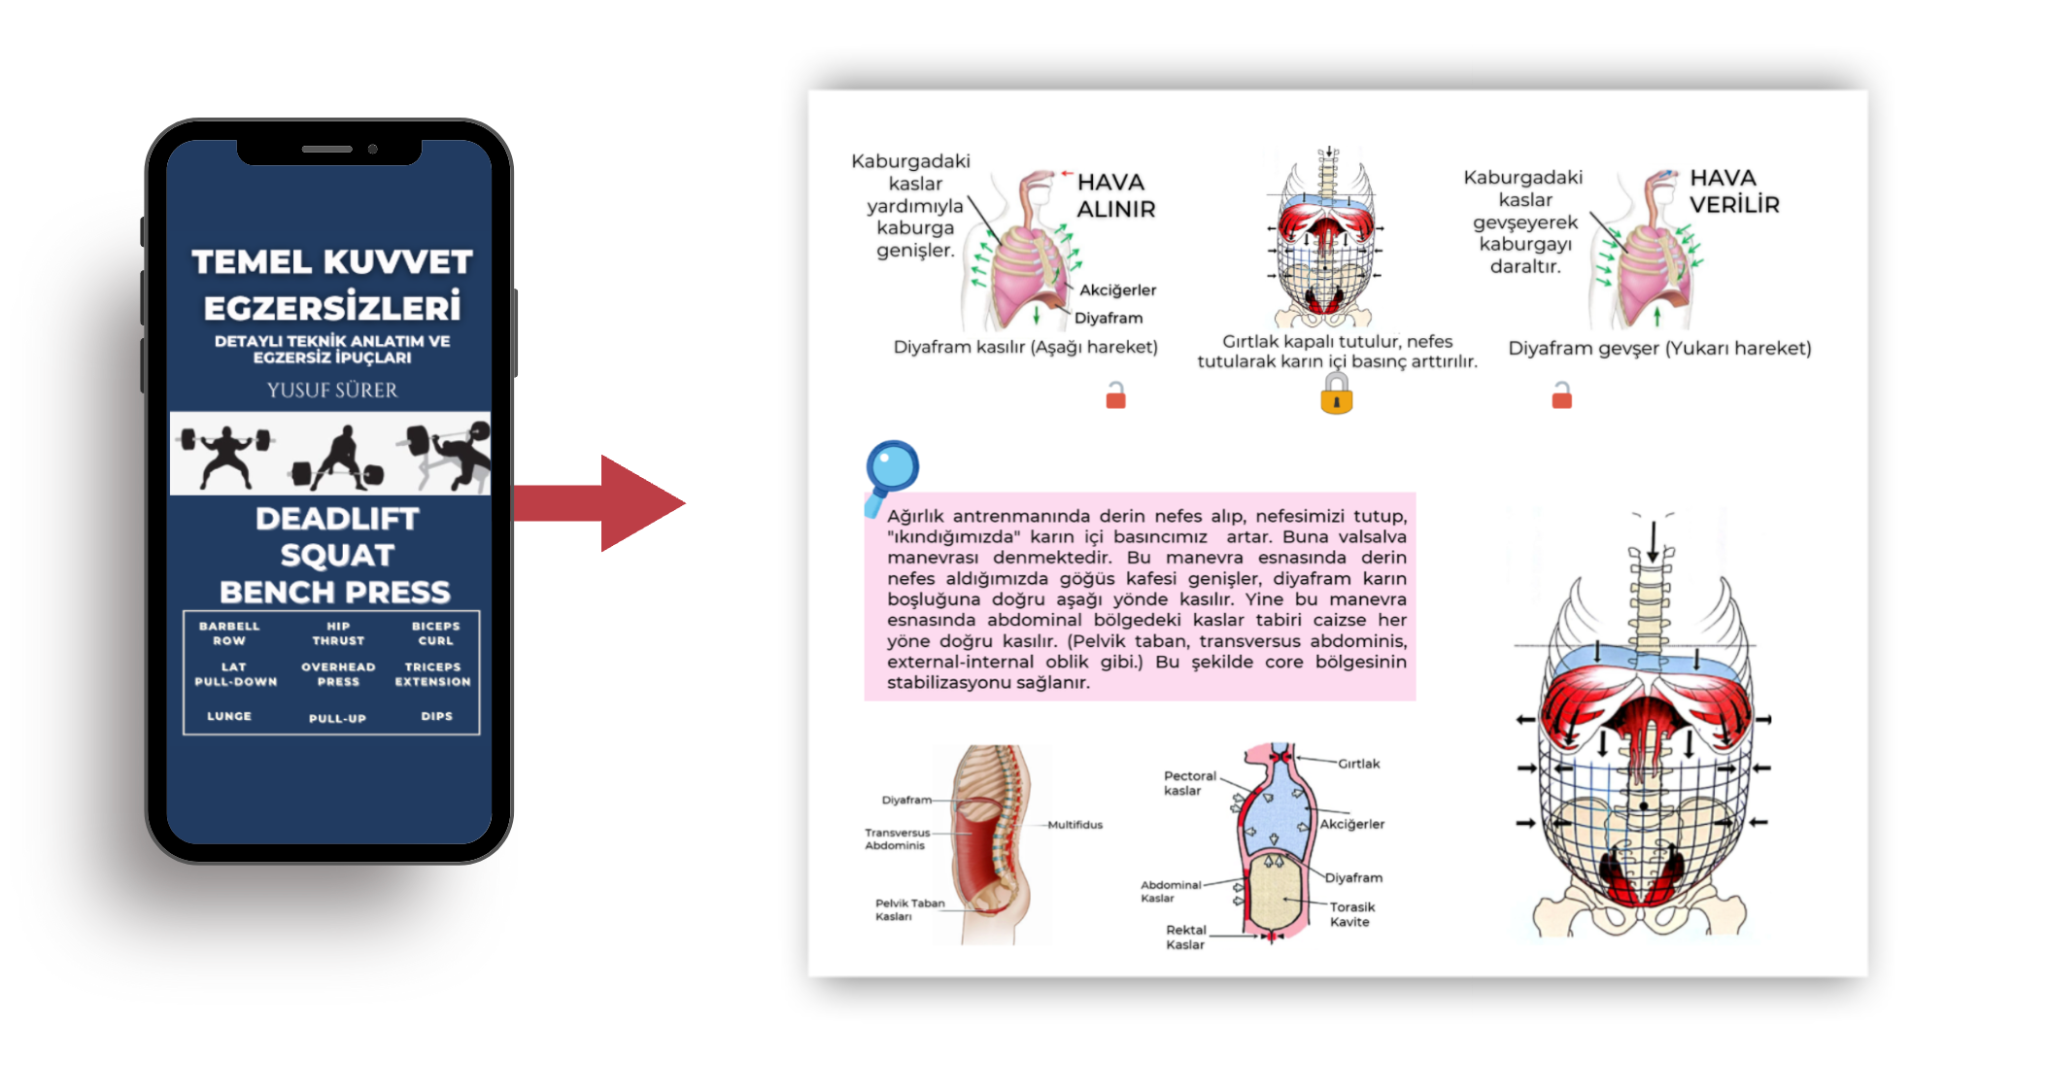 TEMEL KUVVET
EGZERSİZLERİ
DETAYLI TEKNİK ANLATIM VE
EGZERSİZ İPUÇLARI
YUSUF SÜRER
DEADLIFT
SQUAT
BENCH PRESS
BARBELL
ROW
HIP
THRUST
BICEPS
CURL
LAT
PULL-DOWN
OVERHEAD
PRESS
TRICEPS
EXTENSION
LUNGE
PULL-UP
DIPS
Kaburgadaki
kaslar
yardımıyla
kaburga
genişler.
HAVA
ALINIR
Akciğerler
Diyafram
Diyafram kasılır (Aşağı hareket)
Gırtlak kapalı tutulur, nefes
tutularak karın içi basınç arttırılır.
Kaburgadaki
kaslar
gevşeyerek
kaburgayı
daraltır.
HAVA
VERİLİR
Diyafram gevşer (Yukarı hareket)
Ağırlık antrenmanında derin nefes alıp, nefesimizi tutup,
"ıkındığımızda" karın içi basıncımız artar. Buna valsalva
manevrası denmektedir. Bu manevra esnasında derin
nefes aldığımızda göğüs kafesi genişler, diyafram karın
boşluğuna doğru aşağı yönde kasılır. Yine bu manevra
esnasında abdominal bölgedeki kaslar tabiri caizse her
yöne doğru kasılır. (Pelvik taban, transversus abdominis,
external-internal oblik gibi.) Bu şekilde core bölgesinin
stabilizasyonu sağlanır.
Diyafram
Transversus
Abdominis
Multifidus
Pelvik Taban
Kasları
Gırtlak
Pectoral
kaslar
Akciğerler
Diyafram
Abdominal
Kaslar
Torasik
Kavite
Rektal
Kaslar